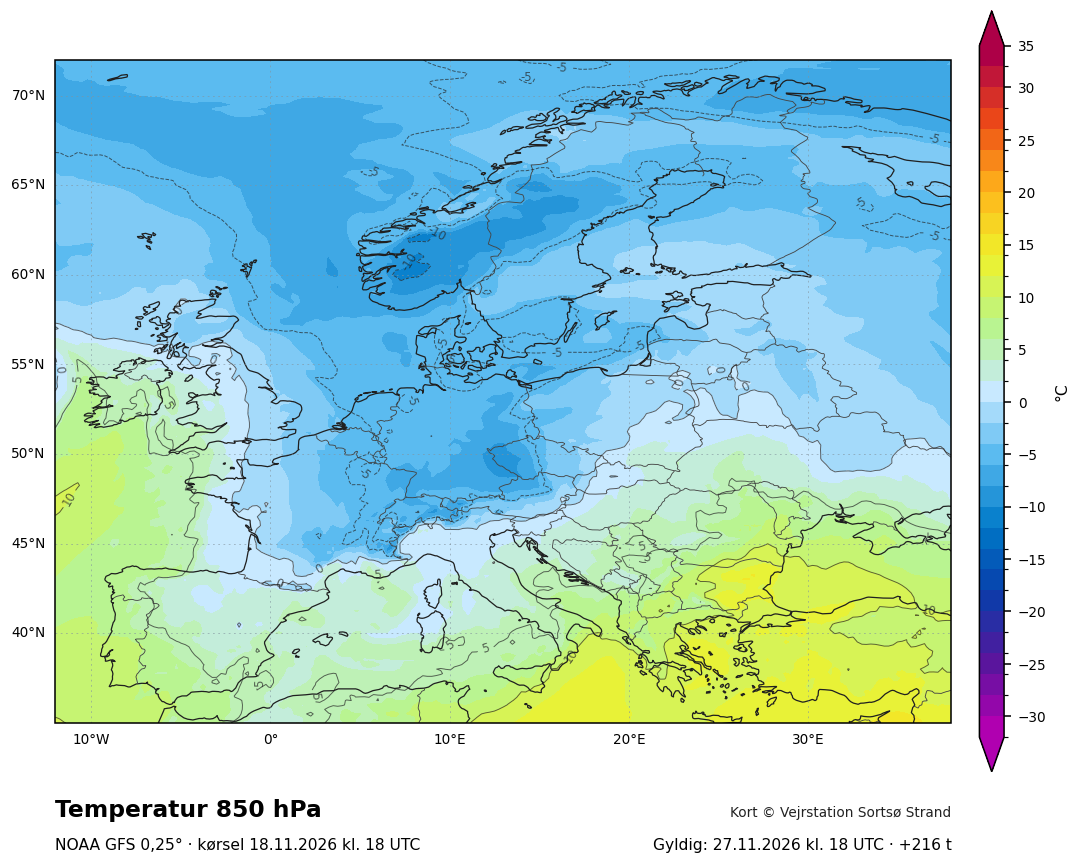 70°N
65°N
60°N
55°N
50°N
45°N
40°N
10°W
0°
10°E
20°E
30°E
35
30
25
20
15
10
5
0
−5
−10
−15
−20
−25
−30
°C
Temperatur 850 hPa
Kort © Vejrstation Sortsø Strand
NOAA GFS 0,25° · kørsel 18.11.2026 kl. 18 UTC
Gyldig: 27.11.2026 kl. 18 UTC · +216 t